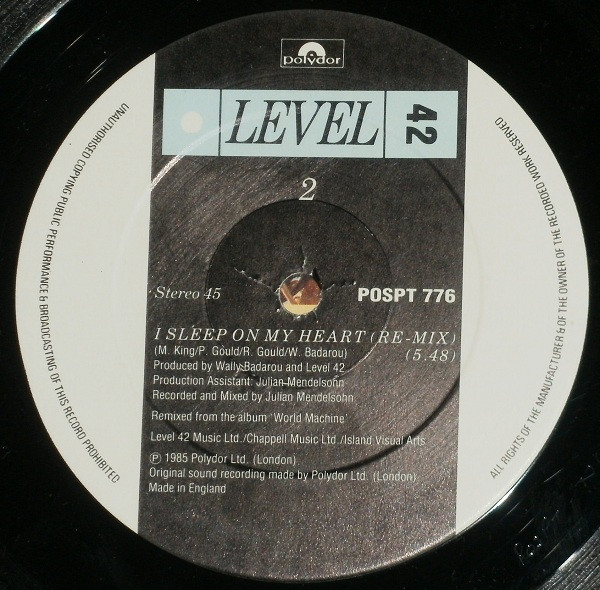 polydor
LEVEL 42
2
Stereo 45
POSPT 776
I SLEEP ON MY HEART (RE-MIX)
(M. King/P. Gould/R. Gould/W. Badarou) (5.48)
Produced by Wally Badarou and Level 42
Production Assistant: Julian Mendelsohn
Recorded and Mixed by Julian Mendelsohn
Remixed from the album 'World Machine'
Level 42 Music Ltd./Chappell Music Ltd./Island Visual Arts
℗ 1985 Polydor Ltd. (London)
Original sound recording made by Polydor Ltd. (London)
Made in England
UNAUTHORISED COPYING PUBLIC PERFORMANCE & BROADCASTING OF THIS RECORD PROHIBITED
ALL RIGHTS OF THE MANUFACTURER & OF THE OWNER OF THE RECORDED WORK RESERVED